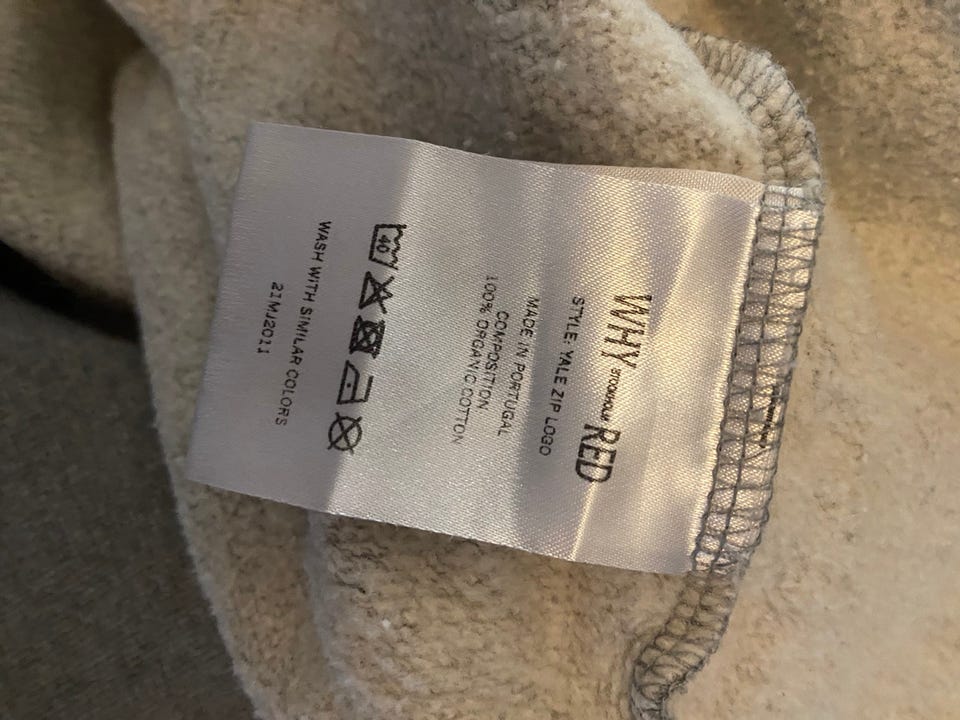 WHY STOCKHOLM RED
STYLE: YALE ZIP LOGO
MADE IN PORTUGAL
COMPOSITION
100% ORGANIC COTTON
40
WASH WITH SIMILAR COLORS
21MJ2011